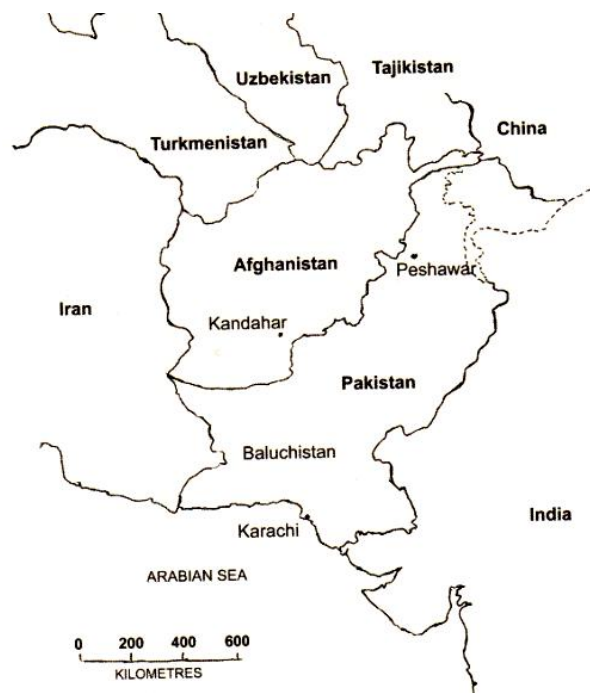 Uzbekistan
Tajikistan
China
Turkmenistan
Afghanistan
Peshawar
Iran
Kandahar
Pakistan
Baluchistan
India
Karachi
ARABIAN SEA
0 200 400 600
KILOMETRES